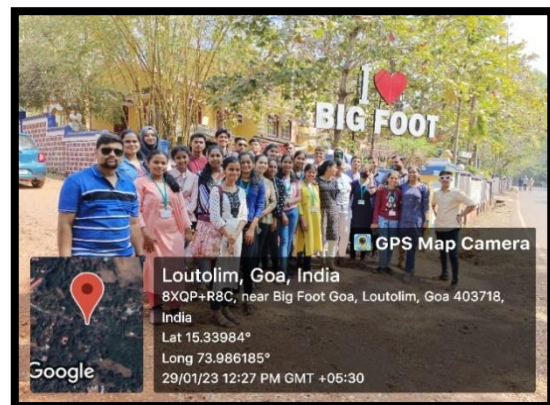 I ❤
BIG FOOT
GPS Map Camera
Loutolim, Goa, India
8XQP+R8C, near Big Foot Goa, Loutolim, Goa 403718,
India
Lat 15.33984°
Long 73.986185°
29/01/23 12:27 PM GMT +05:30
Google